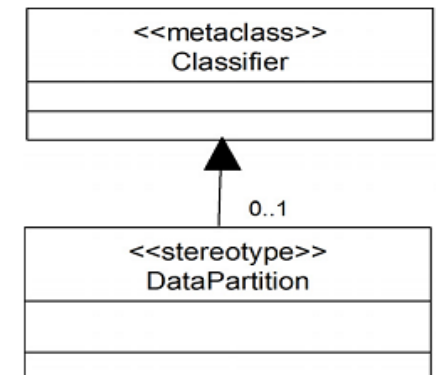 <<metaclass>>
Classifier
0..1
<<stereotype>>
DataPartition